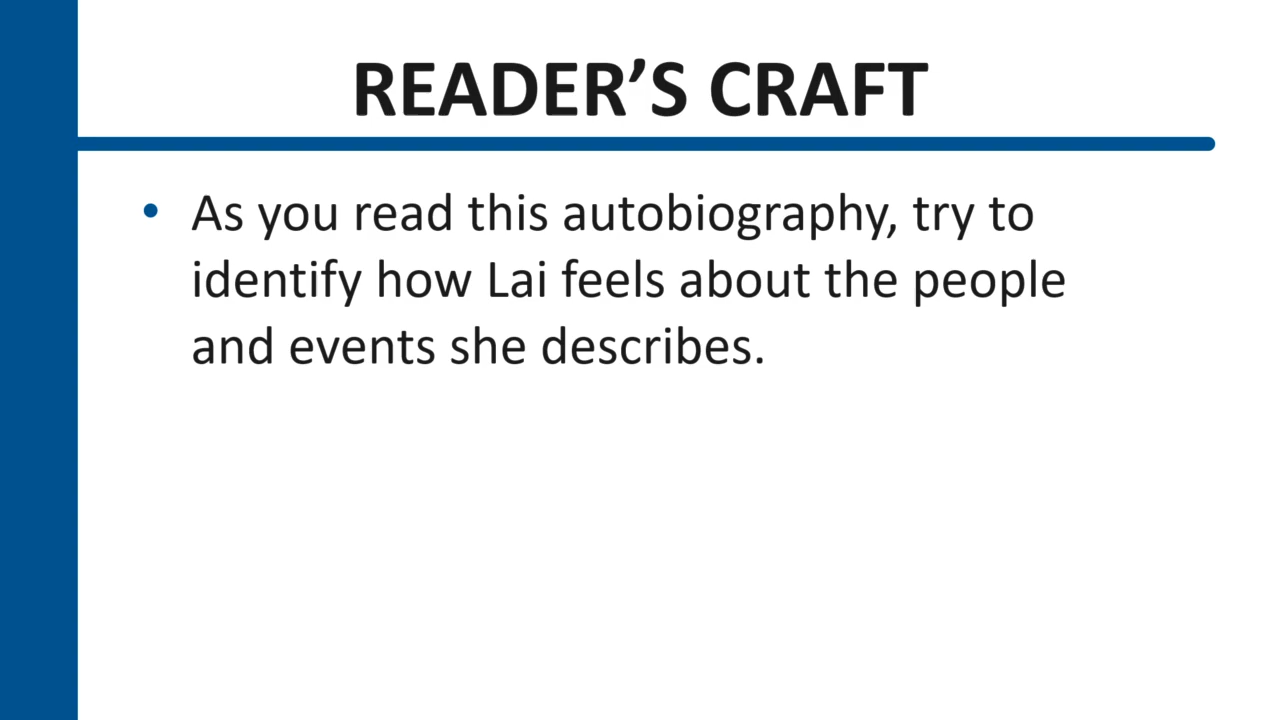 READER’S CRAFT
• As you read this autobiography, try to
identify how Lai feels about the people
and events she describes.